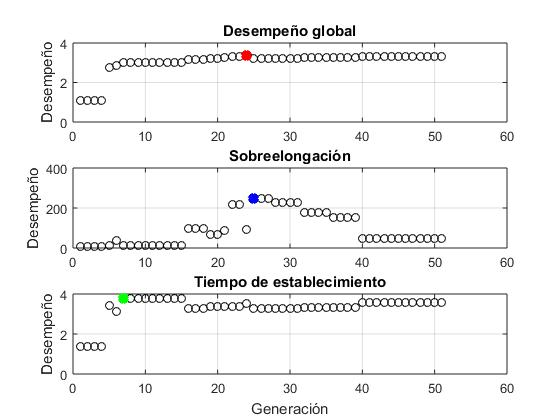 Desempeño global
Desempeño
4
2
0
0 10 20 30 40 50 60
Sobreelongación
Desempeño
400
200
0
0 10 20 30 40 50 60
Tiempo de establecimiento
Desempeño
4
2
0
0 10 20 30 40 50 60
Generación